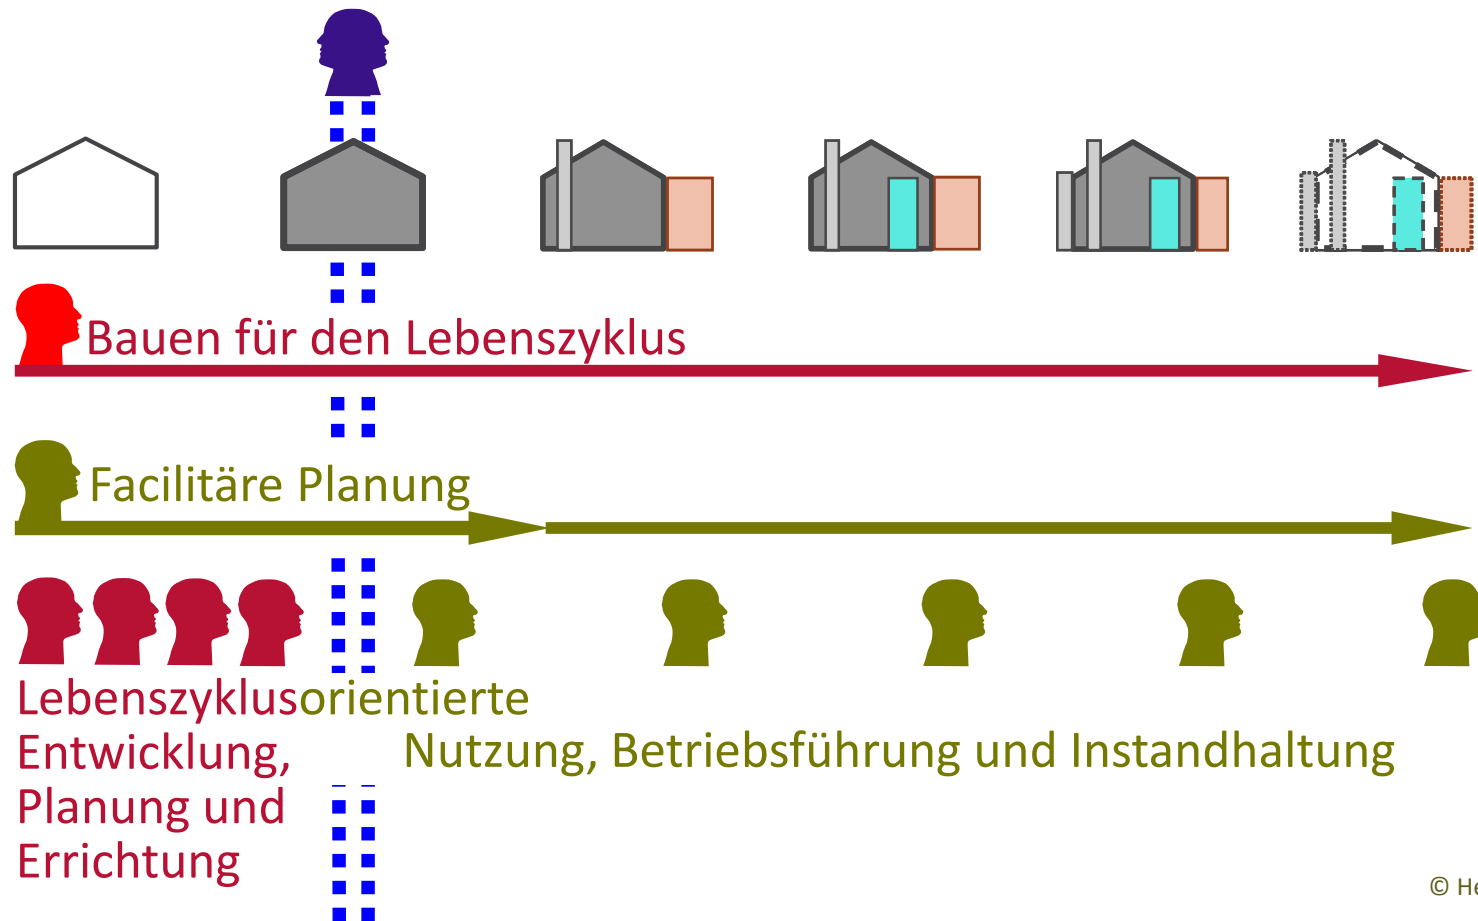 Bauen für den Lebenszyklus
Facilitäre Planung
Lebenszyklusorientierte
Entwicklung,
Nutzung, Betriebsführung und Instandhaltung
Planung und
Errichtung
©